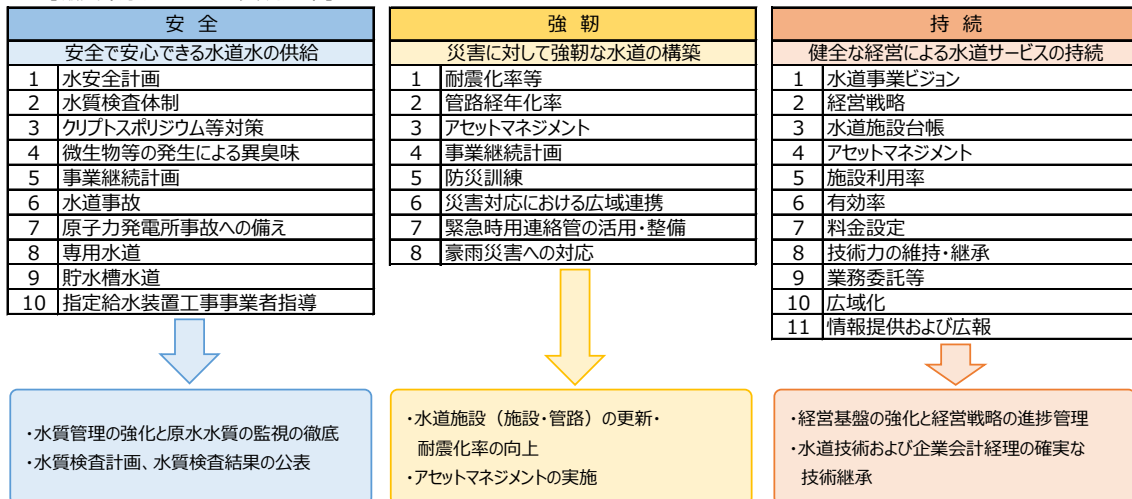 安 全
安全で安心できる水道水の供給
1 水安全計画
2 水質検査体制
3 クリプトスポリジウム等対策
4 微生物等の発生による異臭味
5 事業継続計画
6 水道事故
7 原子力発電所事故への備え
8 専用水道
9 貯水槽水道
10 指定給水装置工事事業者指導
・水質管理の強化と原水水質の監視の徹底
・水質検査計画、水質検査結果の公表
強 靭
災害に対して強靭な水道の構築
1 耐震化率等
2 管路経年化率
3 アセットマネジメント
4 事業継続計画
5 防災訓練
6 災害対応における広域連携
7 緊急時用連絡管の活用・整備
8 豪雨災害への対応
・水道施設（施設・管路）の更新・
耐震化率の向上
・アセットマネジメントの実施
持 続
健全な経営による水道サービスの持続
1 水道事業ビジョン
2 経営戦略
3 水道施設台帳
4 アセットマネジメント
5 施設利用率
6 有効率
7 料金設定
8 技術力の維持・継承
9 業務委託等
10 広域化
11 情報提供および広報
・経営基盤の強化と経営戦略の進捗管理
・水道技術および企業会計経理の確実な
技術継承